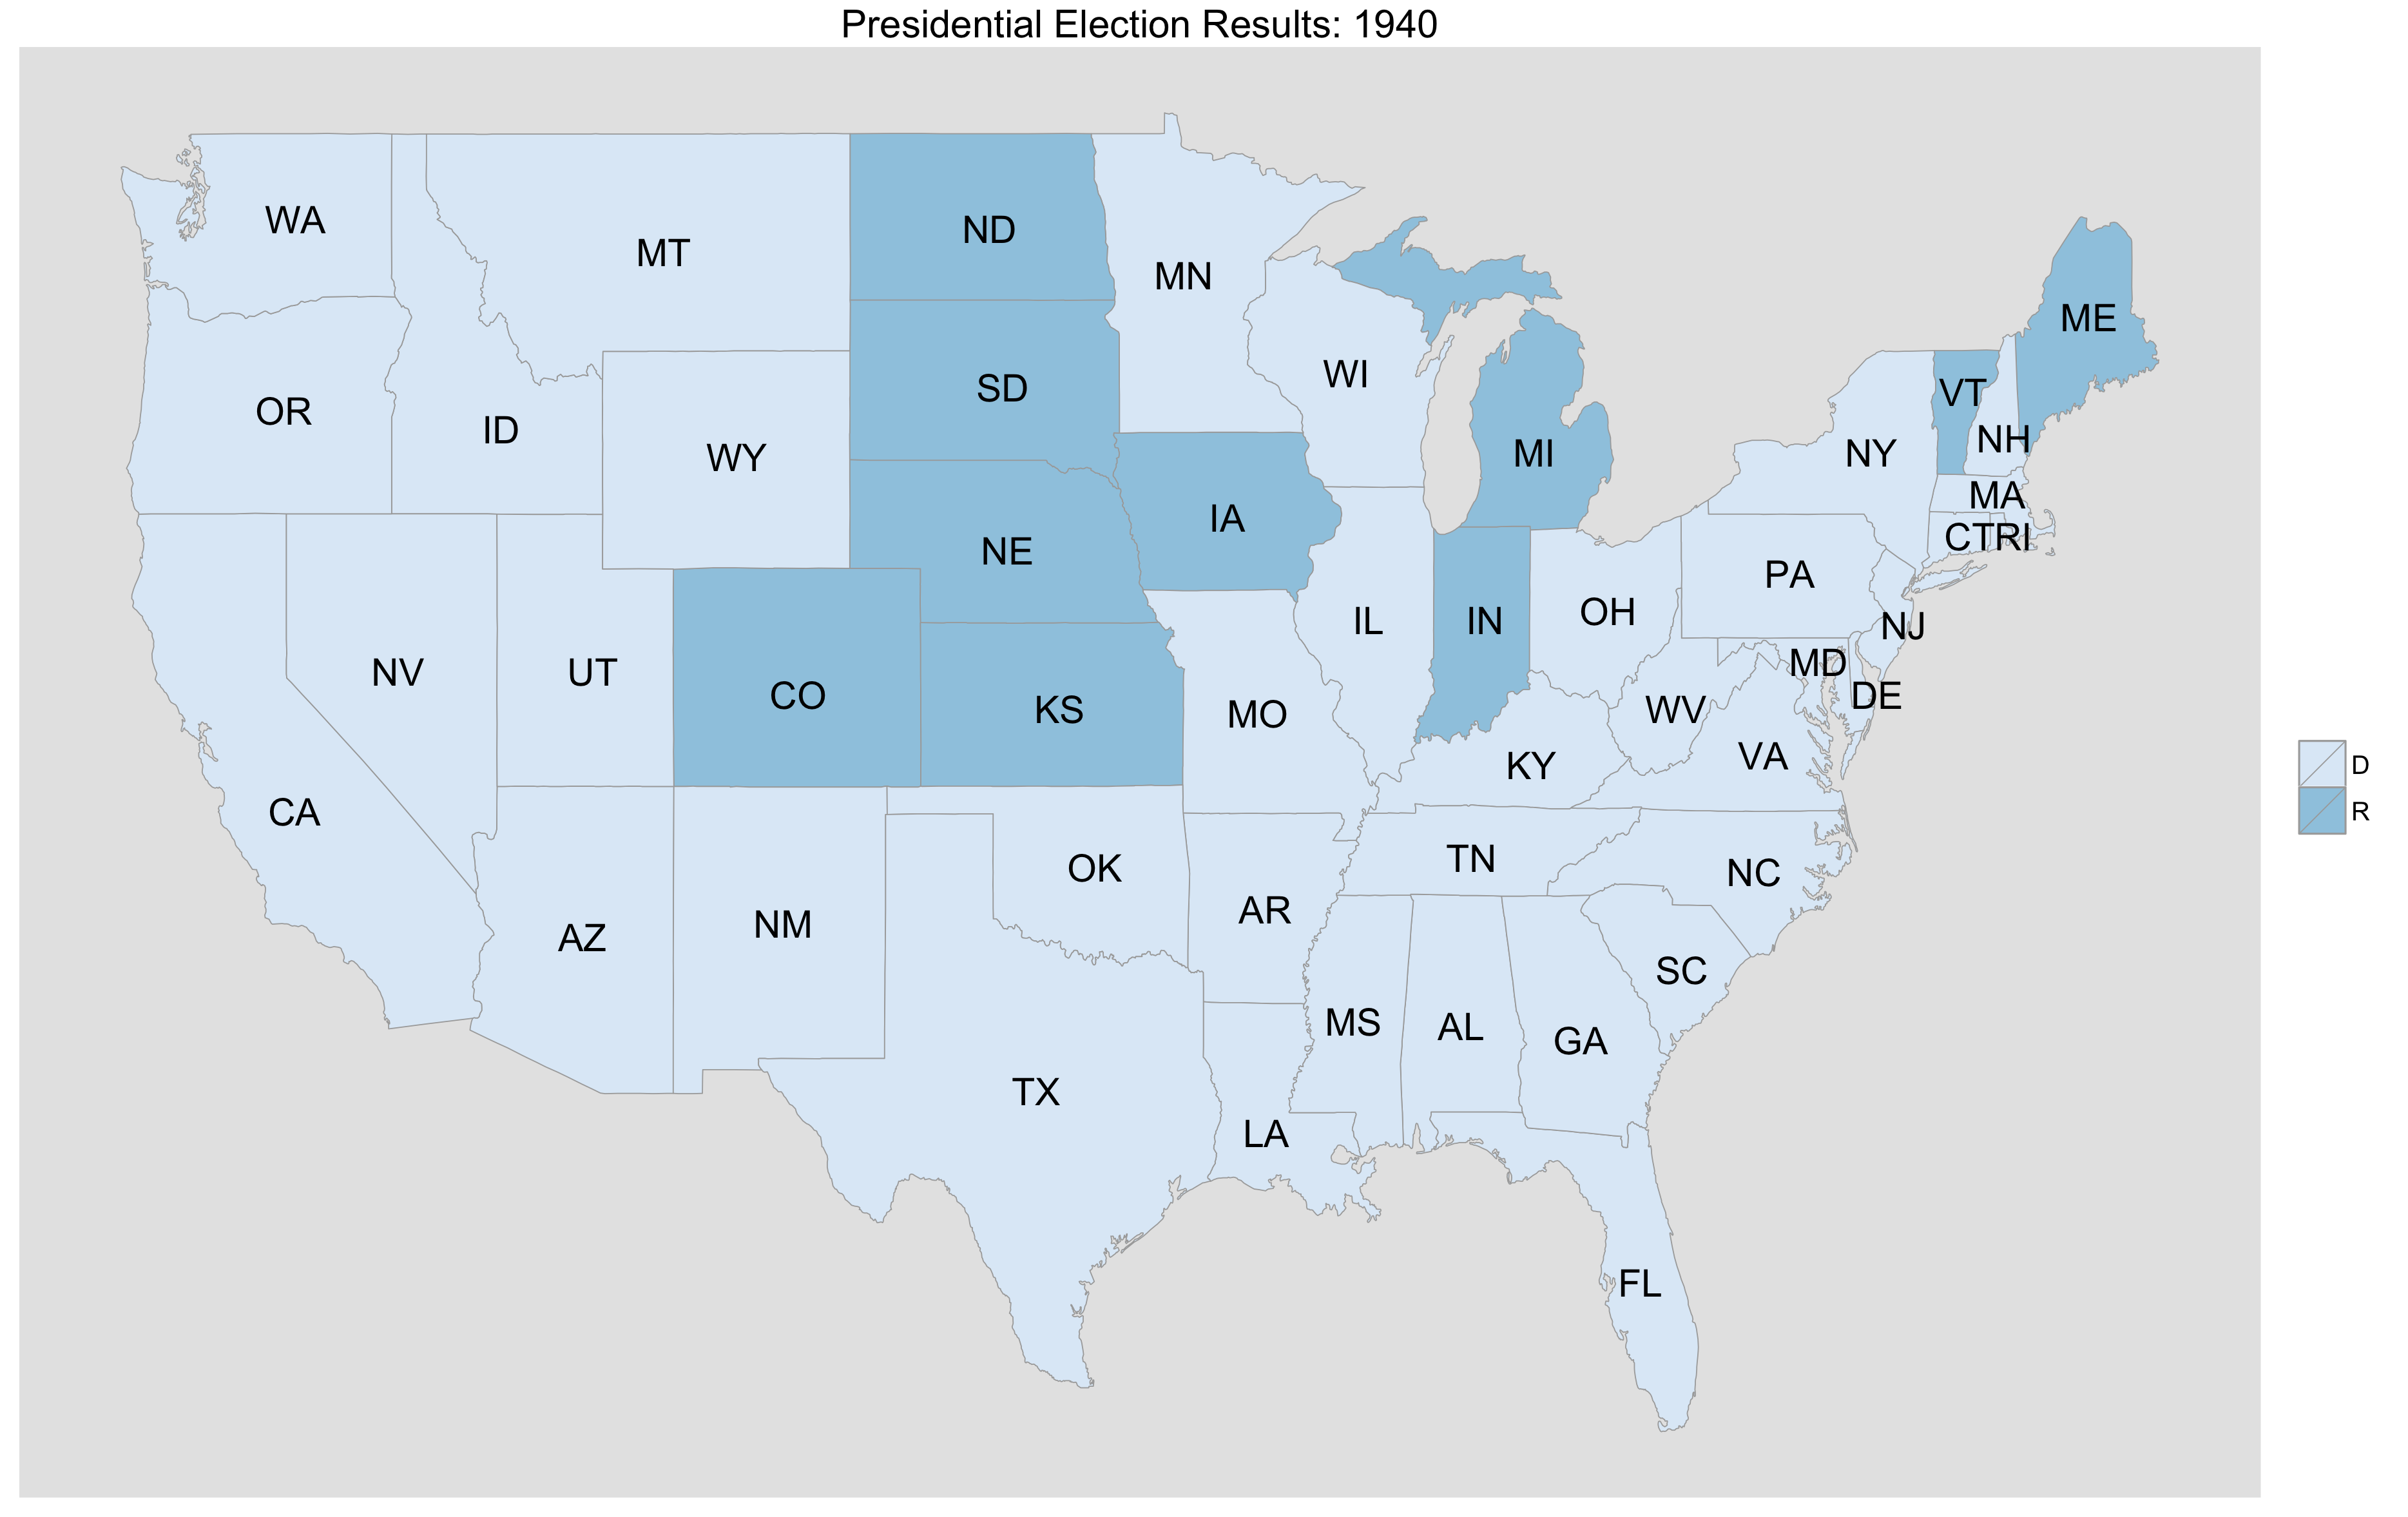 Presidential Election Results: 1940
WA
MT
ND
MN
ME
OR
ID
SD
WI
VT
NH
WY
MI
NY
MA
NE
IA
CTRI
PA
IL
IN
OH
NJ
NV
UT
CO
KS
MO
MD
DE
WV
VA
KY
D
R
CA
OK
TN
NC
AZ
NM
AR
SC
MS
AL
GA
TX
LA
FL